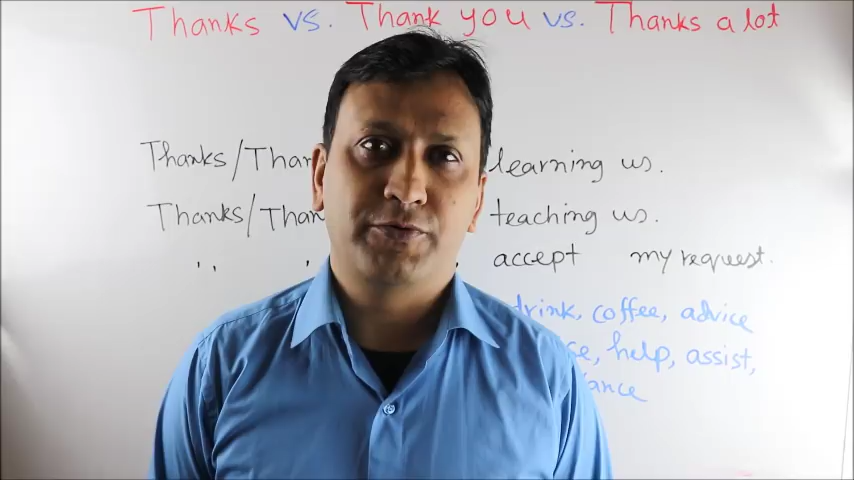 Thanks vs. Thank you vs. Thanks a lot
Thanks/Than learning us.
Thanks/Than teaching us.
,, accept my request.
drink, coffee, advice
help, assist,